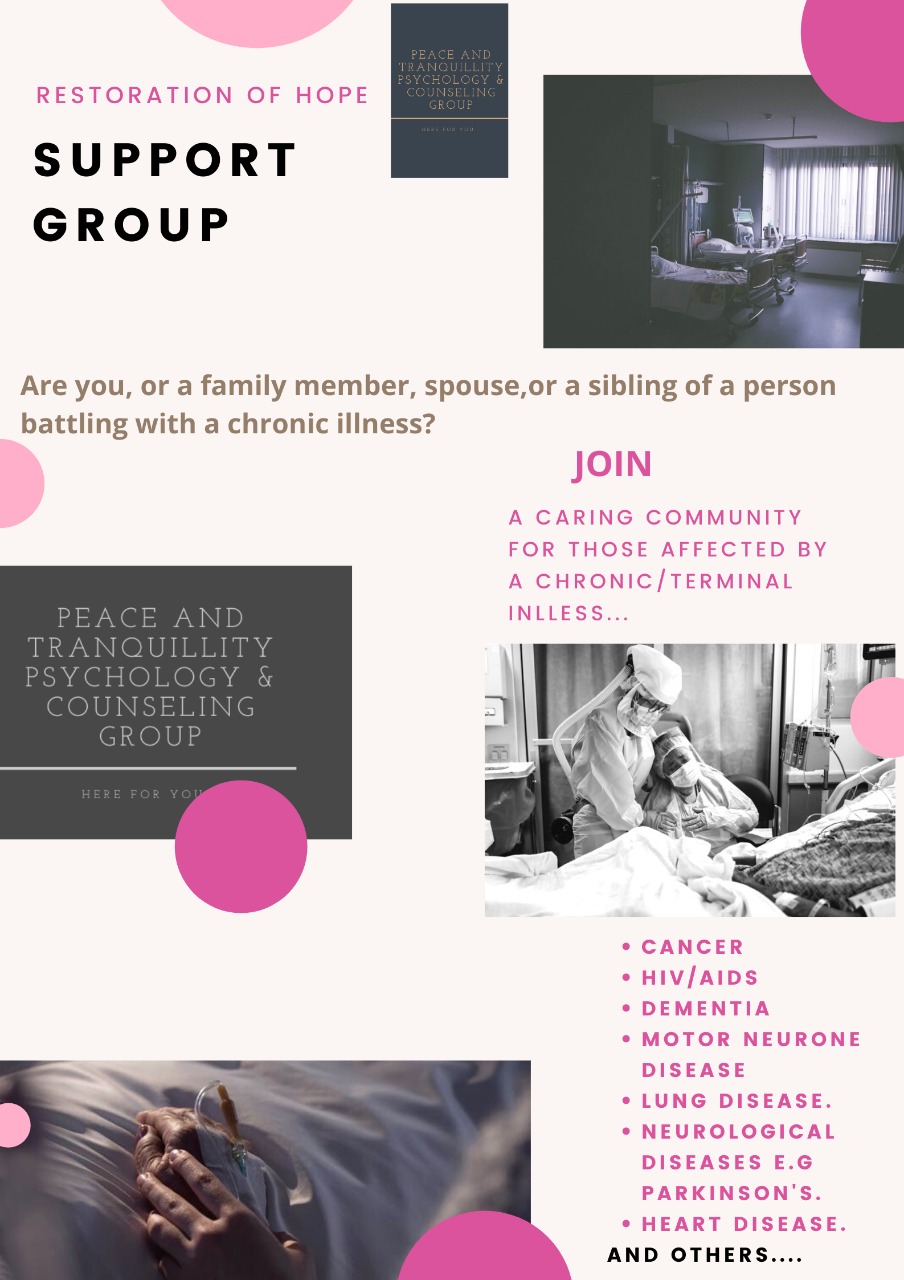 RESTORATION OF HOPE
SUPPORT
GROUP
PEACE AND
TRANQUILLITY
PSYCHOLOGY &
COUNSELING
GROUP
HERE FOR YOU
Are you, or a family member, spouse,or a sibling of a person
battling with a chronic illness?
JOIN
A CARING COMMUNITY
FOR THOSE AFFECTED BY
A CHRONIC/TERMINAL
INLLESS...
PEACE AND
TRANQUILLITY
PSYCHOLOGY &
COUNSELING
GROUP
HERE FOR YOU
• CANCER
• HIV/AIDS
• DEMENTIA
• MOTOR NEURONE
DISEASE
• LUNG DISEASE.
• NEUROLOGICAL
DISEASES E.G
PARKINSON'S.
• HEART DISEASE.
AND OTHERS....